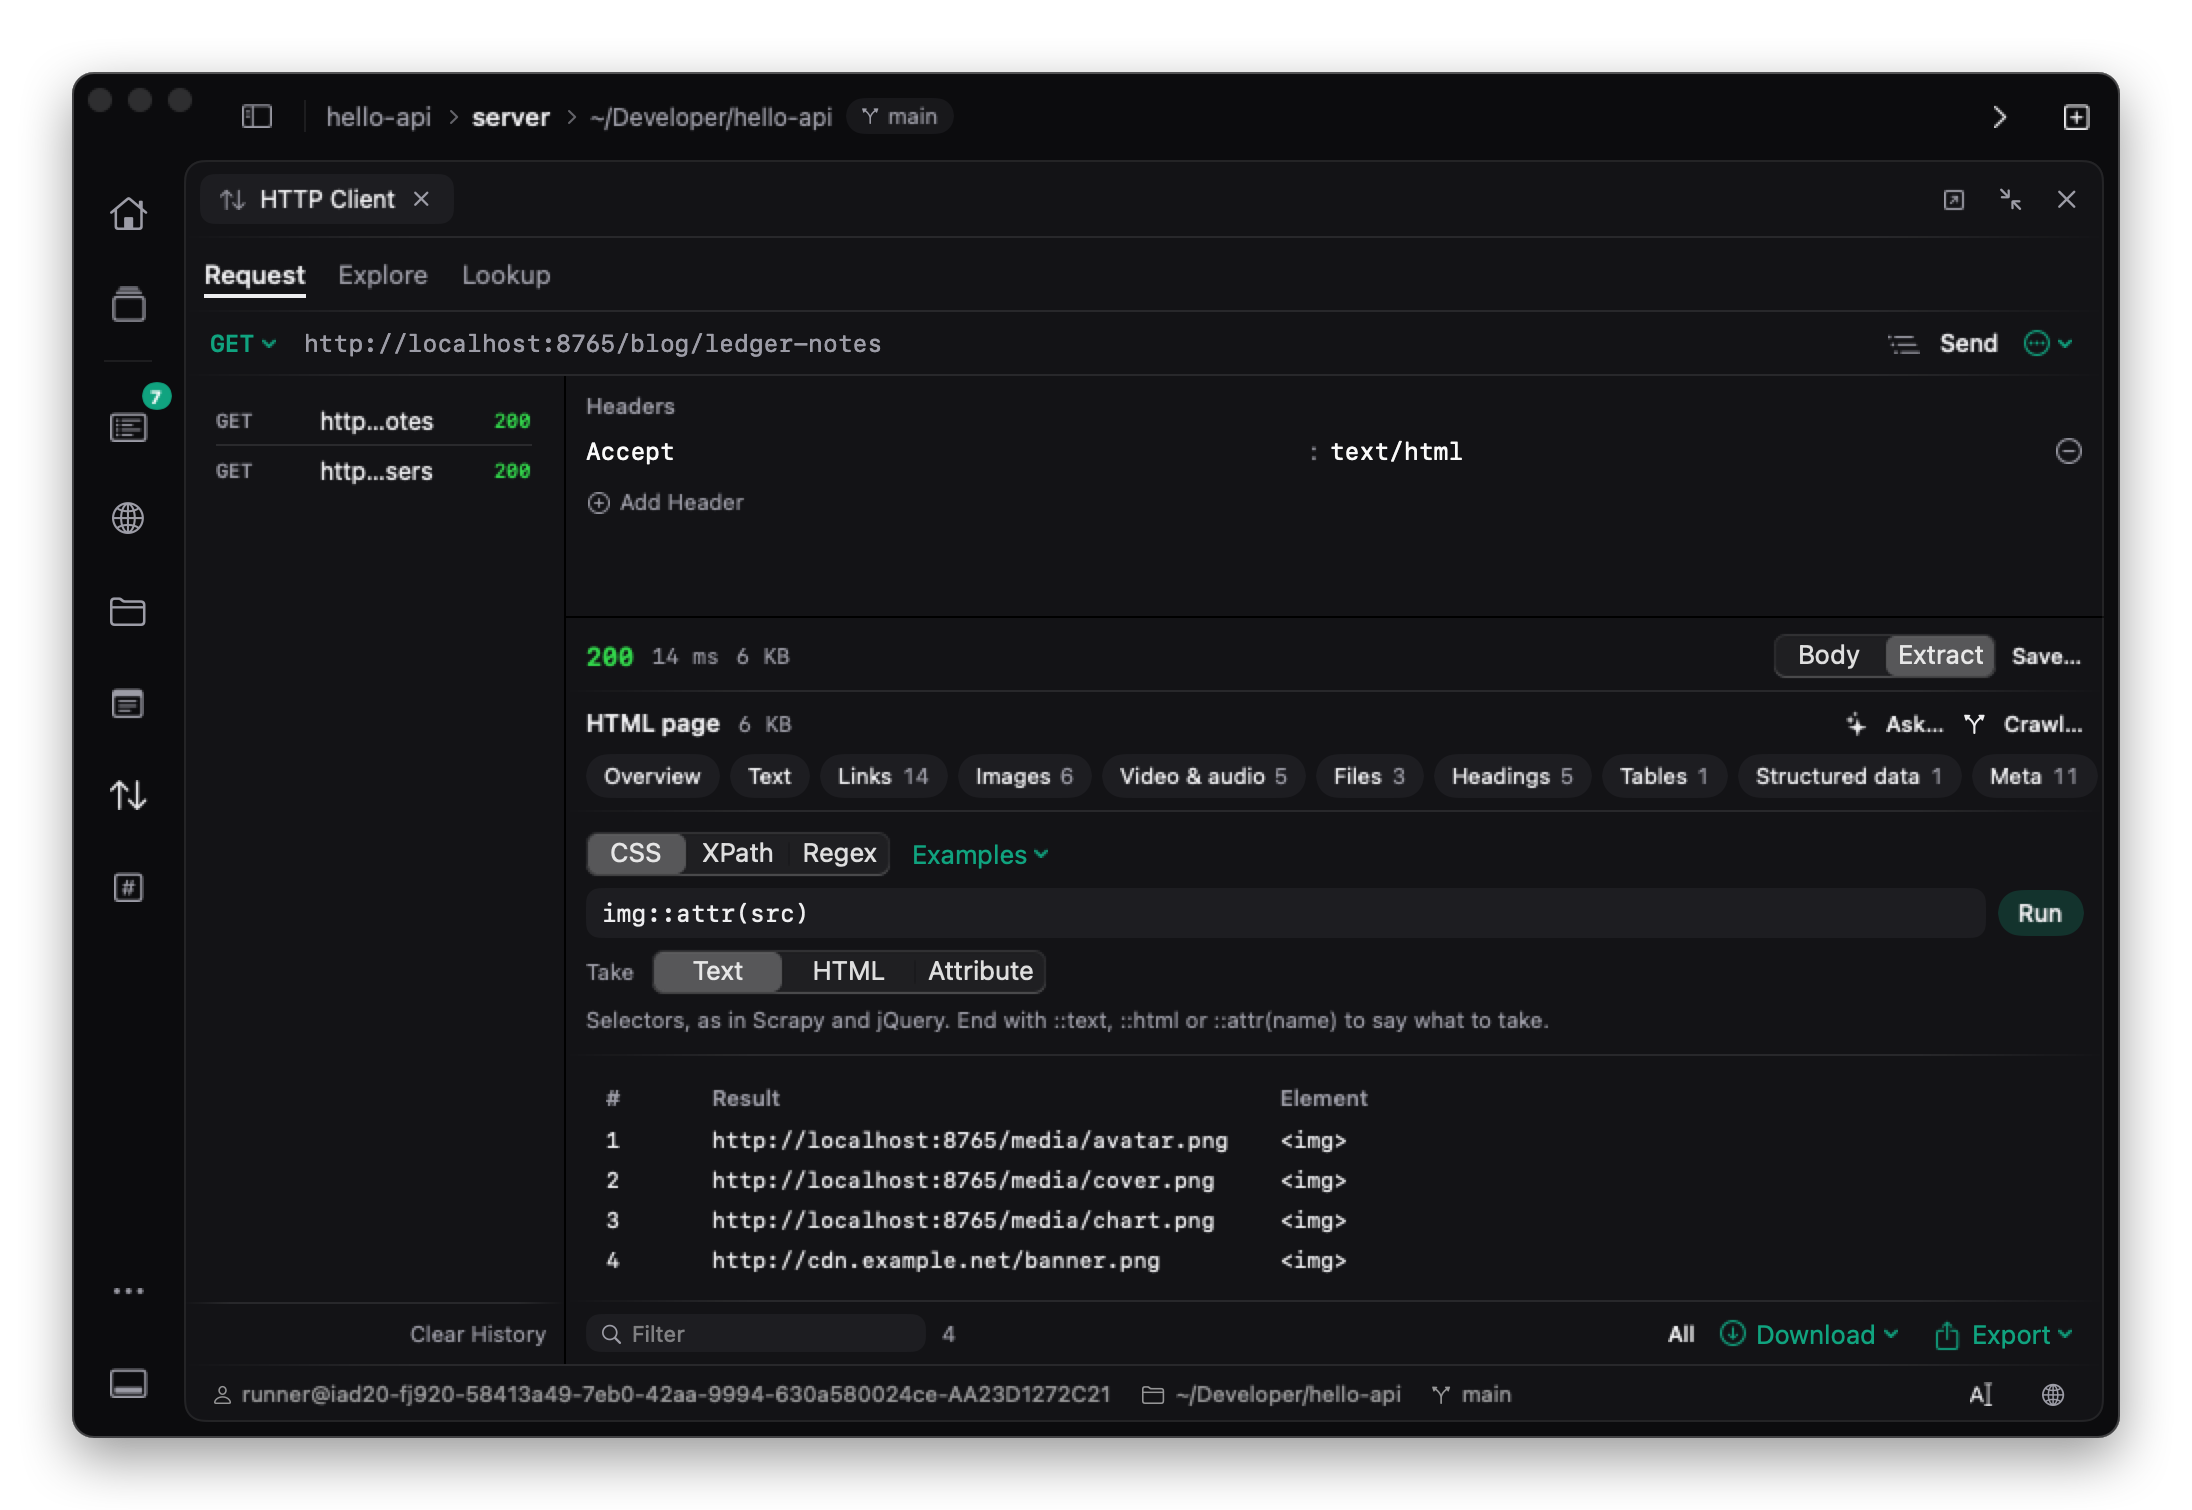 hello-api > server > ~/Developer/hello-api main
HTTP Client
Request Explore Lookup
GET http://localhost:8765/blog/ledger-notes Send
7
GET http...otes 200
GET http...sers 200
Headers
Accept : text/html
Add Header
200 14 ms 6 KB Body Extract Save...
HTML page 6 KB Ask... Crawl...
Overview Text Links 14 Images 6 Video & audio 5 Files 3 Headings 5 Tables 1 Structured data 1 Meta 11
CSS XPath Regex Examples
img::attr(src) Run
Take Text HTML Attribute
Selectors, as in Scrapy and jQuery. End with ::text, ::html or ::attr(name) to say what to take.
# Result Element
1 http://localhost:8765/media/avatar.png <img>
2 http://localhost:8765/media/cover.png <img>
3 http://localhost:8765/media/chart.png <img>
4 http://cdn.example.net/banner.png <img>
Clear History Filter 4 All Download Export
runner@iad20-fj920-58413a49-7eb0-42aa-9994-630a580024ce-AA23D1272C21 ~/Developer/hello-api main